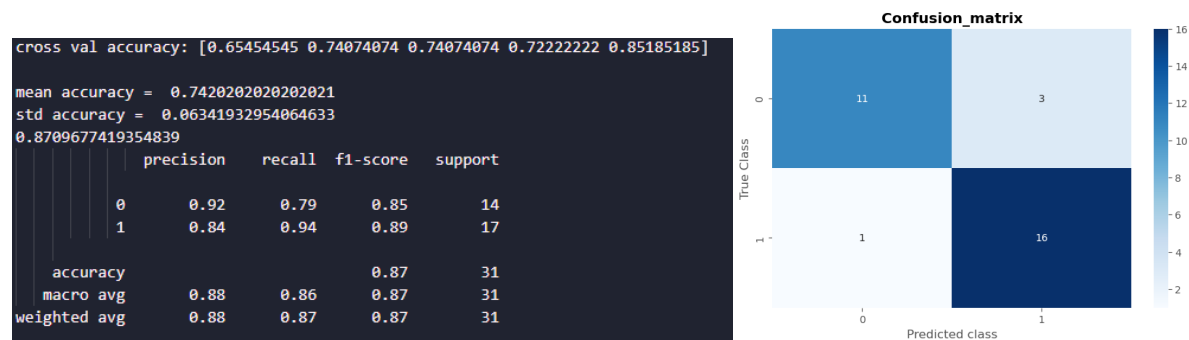 cross val accuracy: [0.65454545 0.74074074 0.74074074 0.72222222 0.85185185]
mean accuracy =  0.7420202020202021
std accuracy =  0.06341932954064633
0.8709677419354839
precision recall f1-score support
0 0.92 0.79 0.85 14
1 0.84 0.94 0.89 17
accuracy 0.87 31
macro avg 0.88 0.86 0.87 31
weighted avg 0.88 0.87 0.87 31
Confusion_matrix
True Class
0
1
11 3
1 16
0 1
Predicted class
16
14
12
10
8
6
4
2